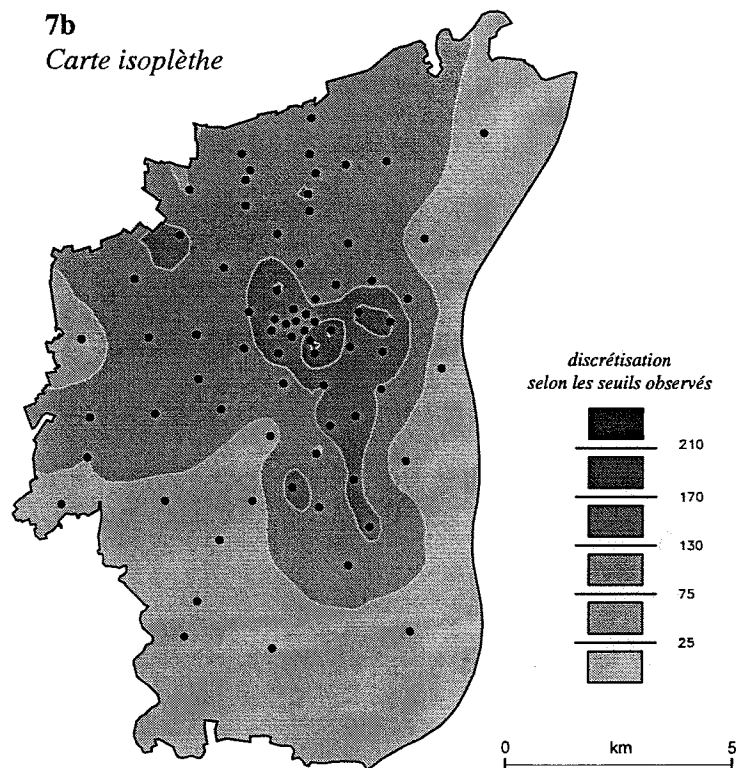 7b
Carte isoplèthe
discrétisation
selon les seuils observés
210
170
130
75
25
0 km 5